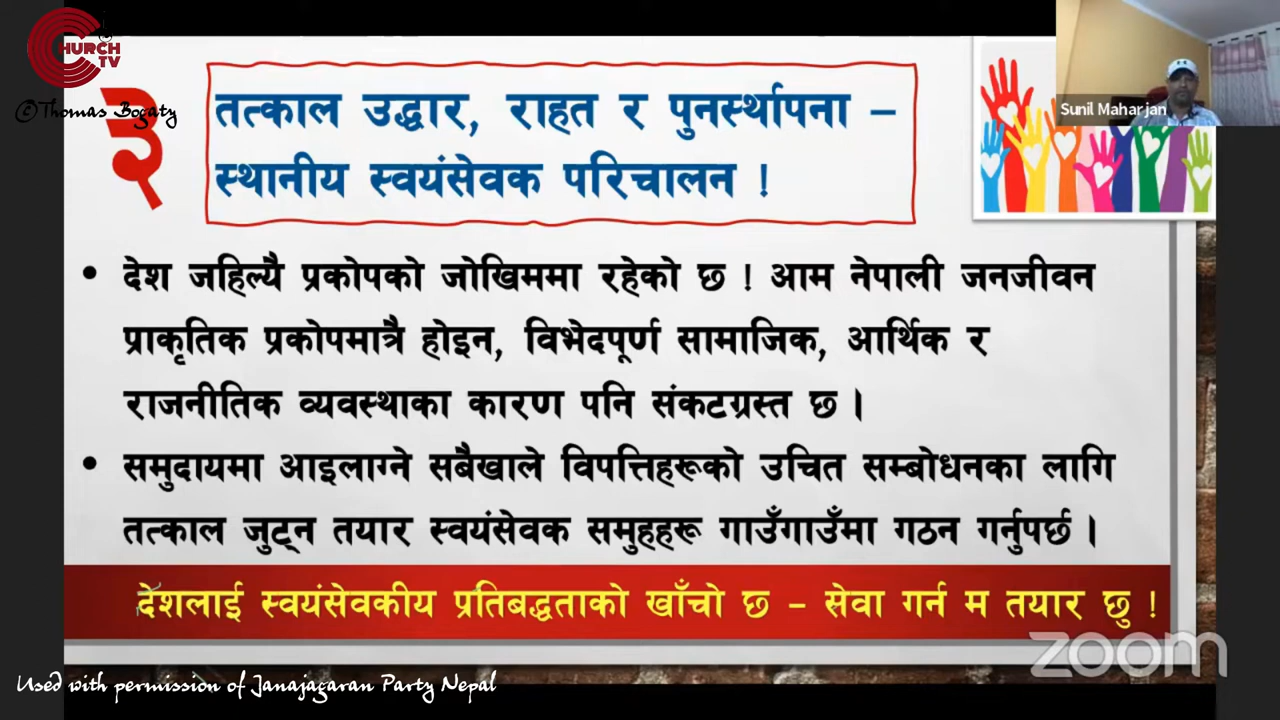 CHURCH TV
©Thomas Bogaty
Sunil Maharjan
३
तत्काल उद्धार, राहत र पुनर्स्थापना –
स्थानीय स्वयंसेवक परिचालन !
• देश जहिल्यै प्रकोपको जोखिममा रहेको छ ! आम नेपाली जनजीवन
प्राकृतिक प्रकोपमात्रै होइन, विभेदपूर्ण सामाजिक, आर्थिक र
राजनीतिक व्यवस्थाका कारण पनि संकटग्रस्त छ ।
• समुदायमा आइलाग्ने सबैखाले विपत्तिहरूको उचित सम्बोधनका लागि
तत्काल जुट्न तयार स्वयंसेवक समुहहरू गाउँगाउँमा गठन गर्नुपर्छ ।
देशलाई स्वयंसेवकीय प्रतिबद्धताको खाँचो छ – सेवा गर्न म तयार छु !
zoom
Used with permission of Janajagaran Party Nepal